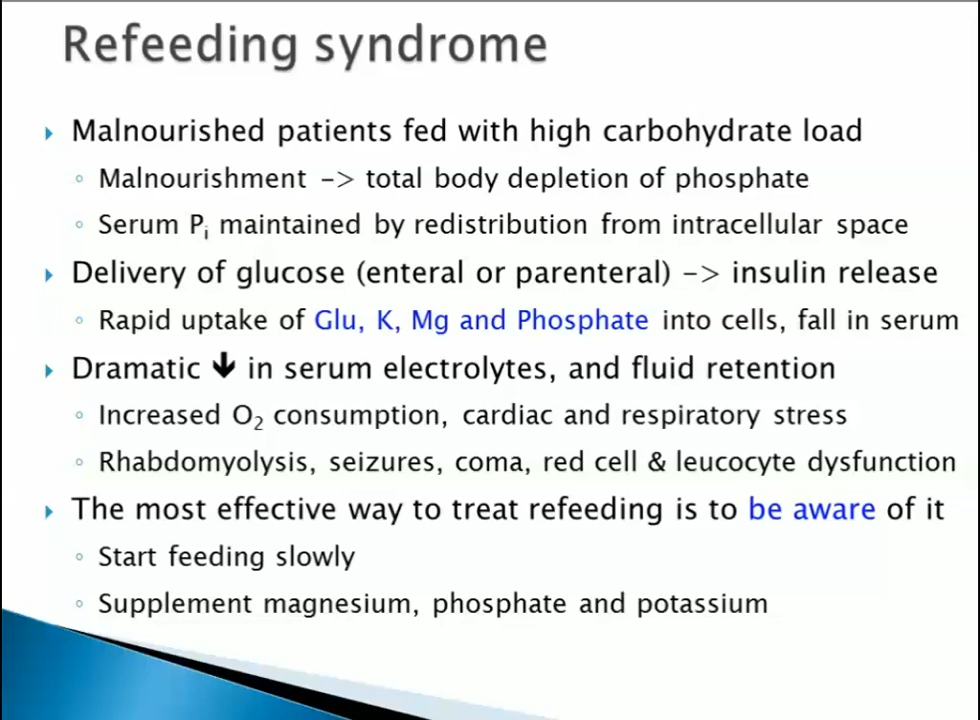 Refeeding syndrome
Malnourished patients fed with high carbohydrate load
Malnourishment -> total body depletion of phosphate
Serum Pi maintained by redistribution from intracellular space
Delivery of glucose (enteral or parenteral) -> insulin release
Rapid uptake of Glu, K, Mg and Phosphate into cells, fall in serum
Dramatic 🡻 in serum electrolytes, and fluid retention
Increased O2 consumption, cardiac and respiratory stress
Rhabdomyolysis, seizures, coma, red cell & leucocyte dysfunction
The most effective way to treat refeeding is to be aware of it
Start feeding slowly
Supplement magnesium, phosphate and potassium